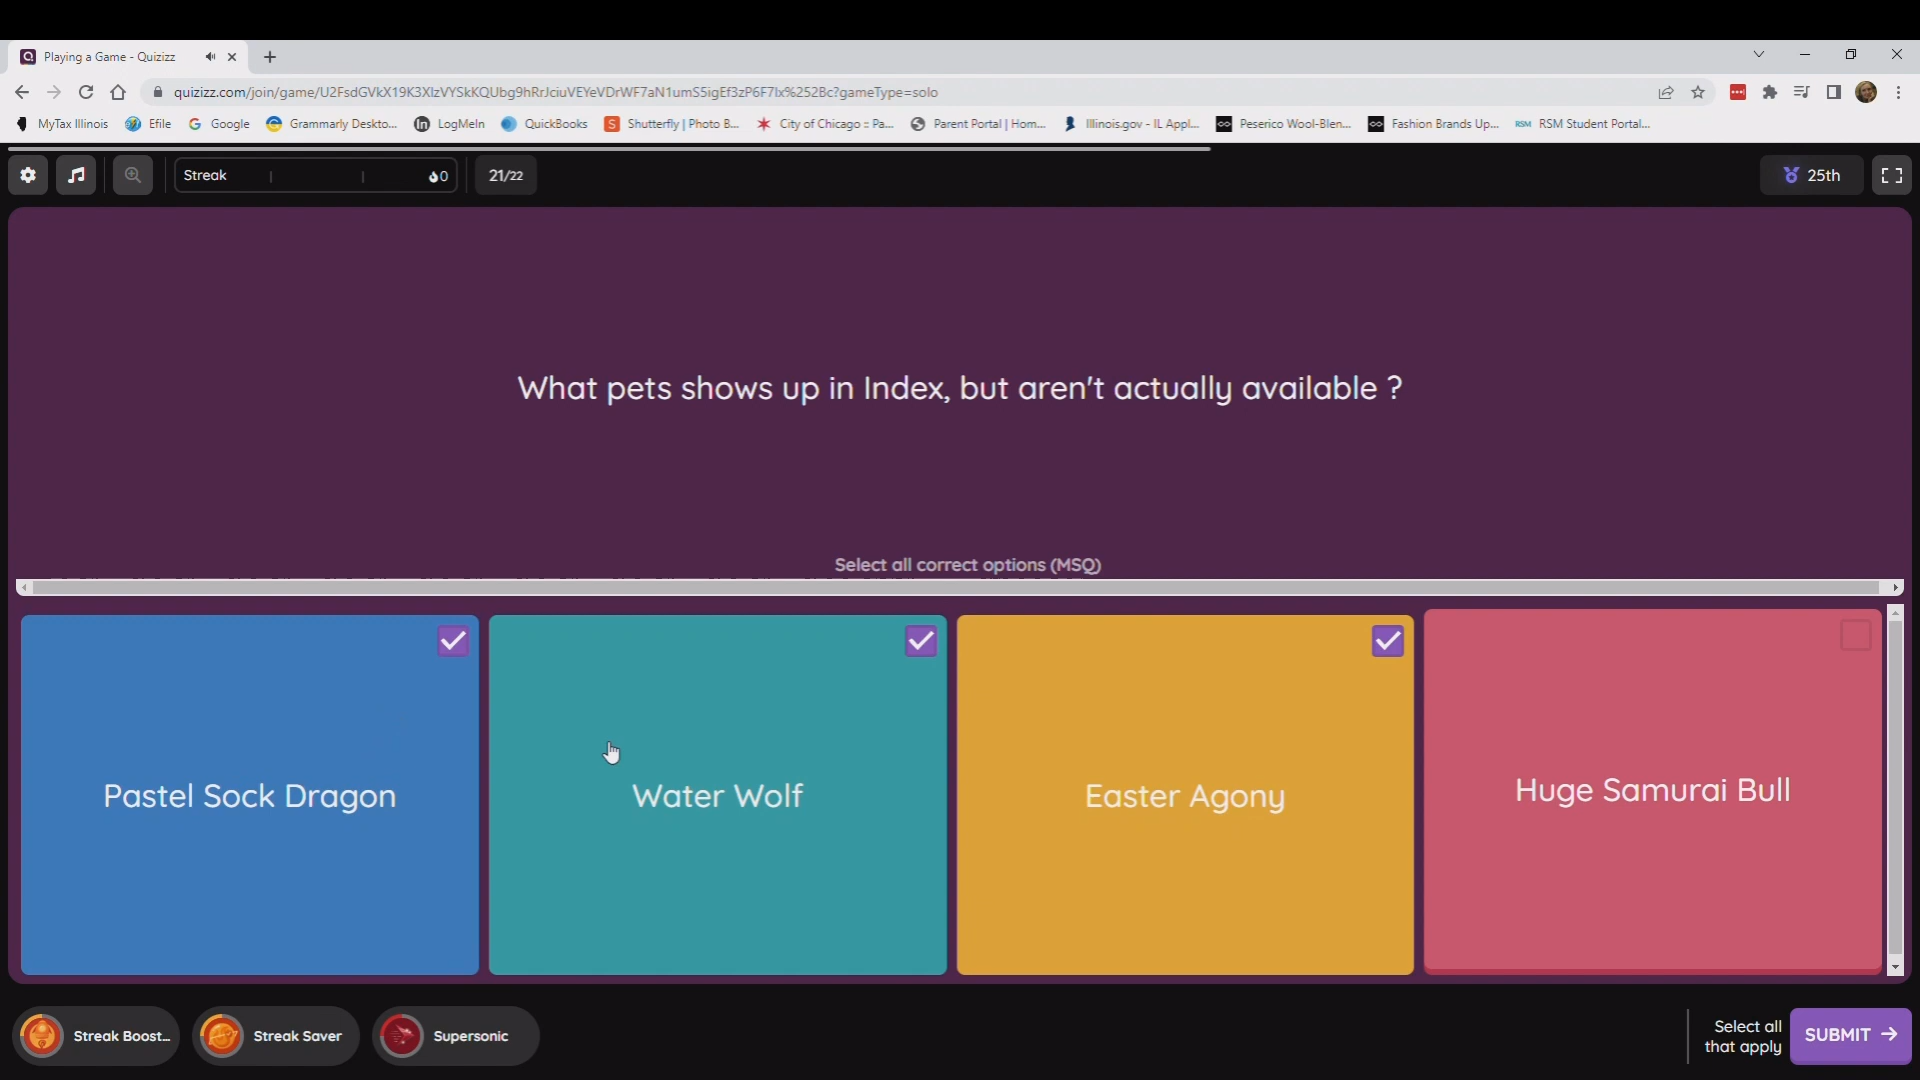 Playing a Game - Quizizz
quizizz.com/join/game/U2FsdGVkX19K3XlzVYSkKQUbg9hRrJciuVEYeVDrWF7aN1umS5igEf3zP6F7lx%252Bc?gameType=solo
MyTax Illinois Efile Google Grammarly Deskto... LogMeIn QuickBooks Shutterfly | Photo B... City of Chicago :: Pa... Parent Portal | Hom... Illinois.gov - IL Appl... Peserico Wool-Blen... Fashion Brands Up... RSM Student Portal...
Streak 0 21/22 25th
What pets shows up in Index, but aren't actually available ?
Select all correct options (MSQ)
Pastel Sock Dragon
Water Wolf
Easter Agony
Huge Samurai Bull
Streak Boost... Streak Saver Supersonic
Select all
that apply
SUBMIT